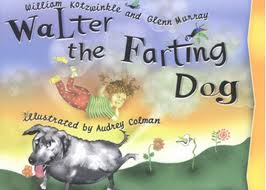 William Kotzwinkle and Glenn Murray
Walter
the Farting
Dog
illustrated by Audrey Colman